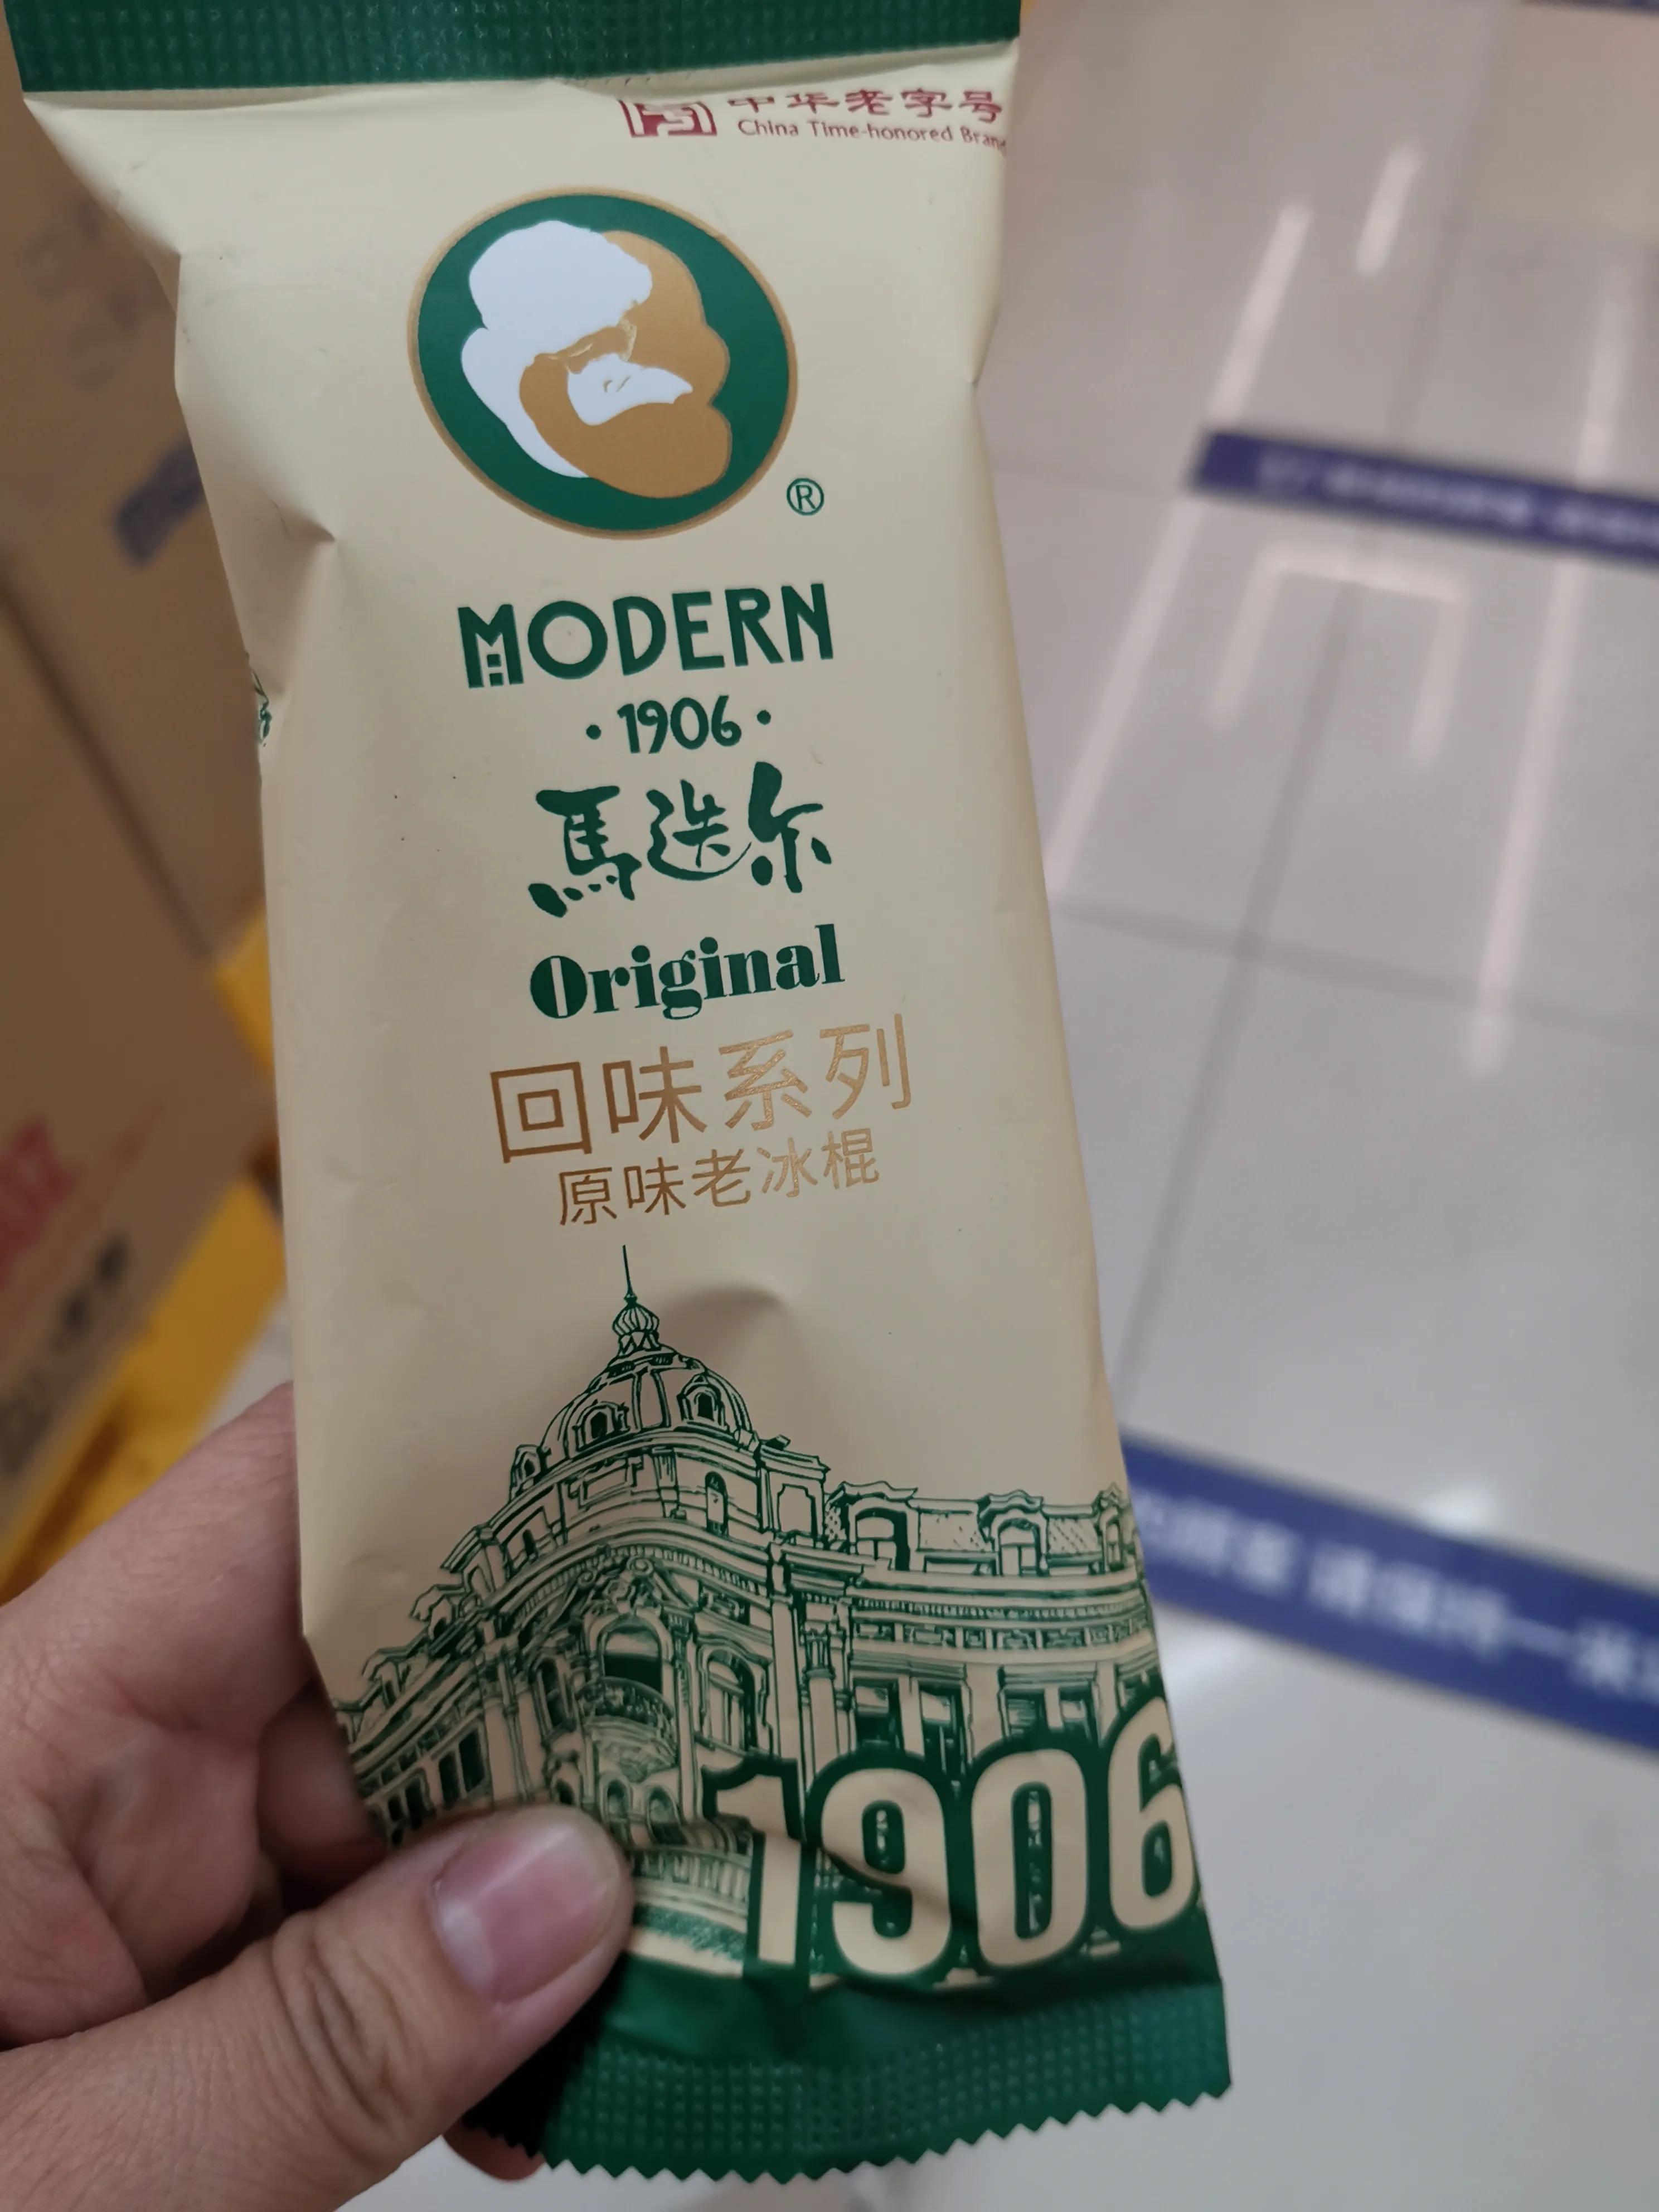 中华老字号
China Time-honored Bran
®
MODERN
·1906·
馬迭尔
Original
回味系列
原味老冰棍
1906